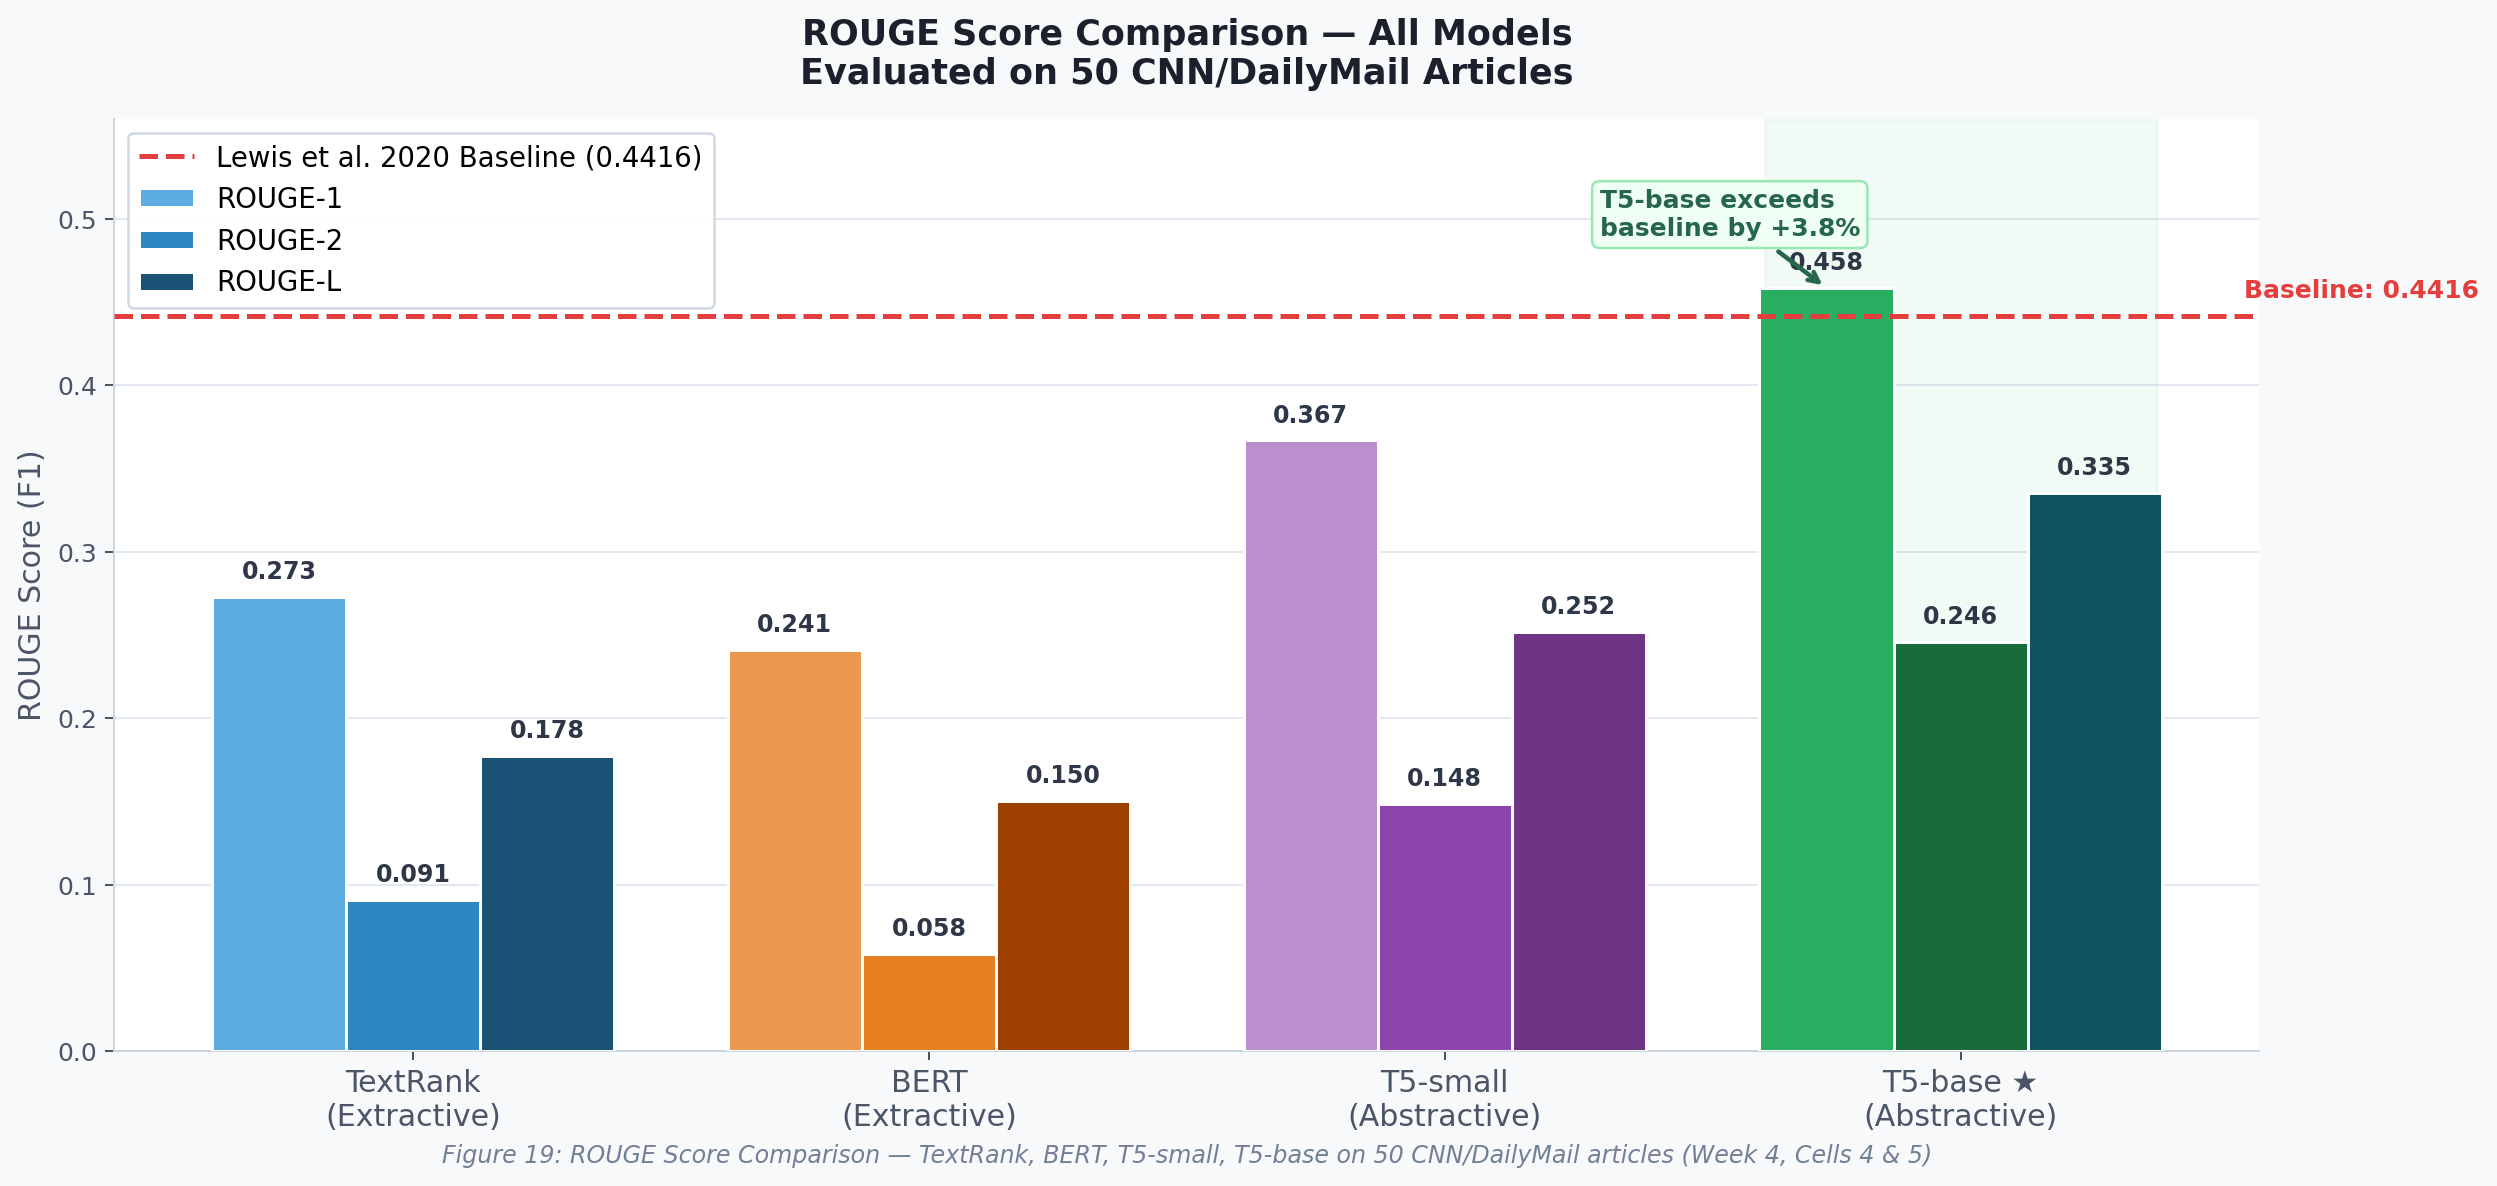 ROUGE Score Comparison — All Models
Evaluated on 50 CNN/DailyMail Articles
Lewis et al. 2020 Baseline (0.4416)
ROUGE-1
ROUGE-2
ROUGE-L
T5-base exceeds
baseline by +3.8%
Baseline: 0.4416
ROUGE Score (F1)
0.5
0.4
0.3
0.2
0.1
0.0
0.273
0.091
0.178
0.241
0.058
0.150
0.367
0.148
0.252
0.458
0.246
0.335
TextRank
(Extractive)
BERT
(Extractive)
T5-small
(Abstractive)
T5-base ★
(Abstractive)
Figure 19: ROUGE Score Comparison — TextRank, BERT, T5-small, T5-base on 50 CNN/DailyMail articles (Week 4, Cells 4 & 5)